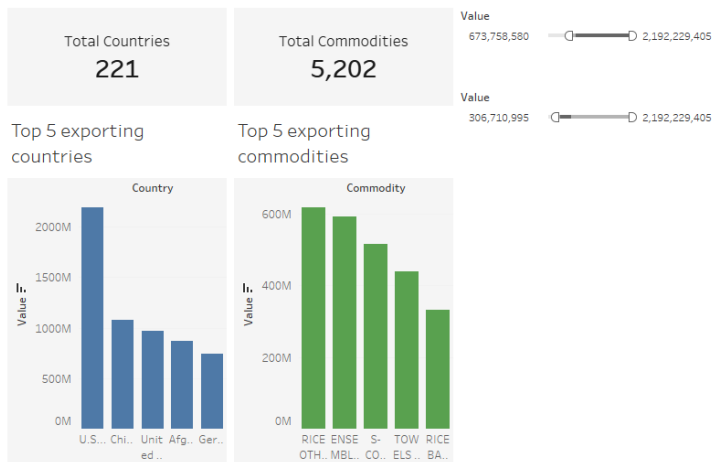 Total Countries
221
Total Commodities
5,202
Value
673,758,580
2,192,229,405
Value
306,710,995
2,192,229,405
Top 5 exporting
countries
Top 5 exporting
commodities
Country
2000M
1500M
1000M
500M
0M
Value
U.S... Chi.. Unit Afg.. Ger..
ed ..
Commodity
600M
400M
200M
0M
Value
RICE ENSE S- TOW RICE
OTH.. MBL.. CO.. ELS .. BA..